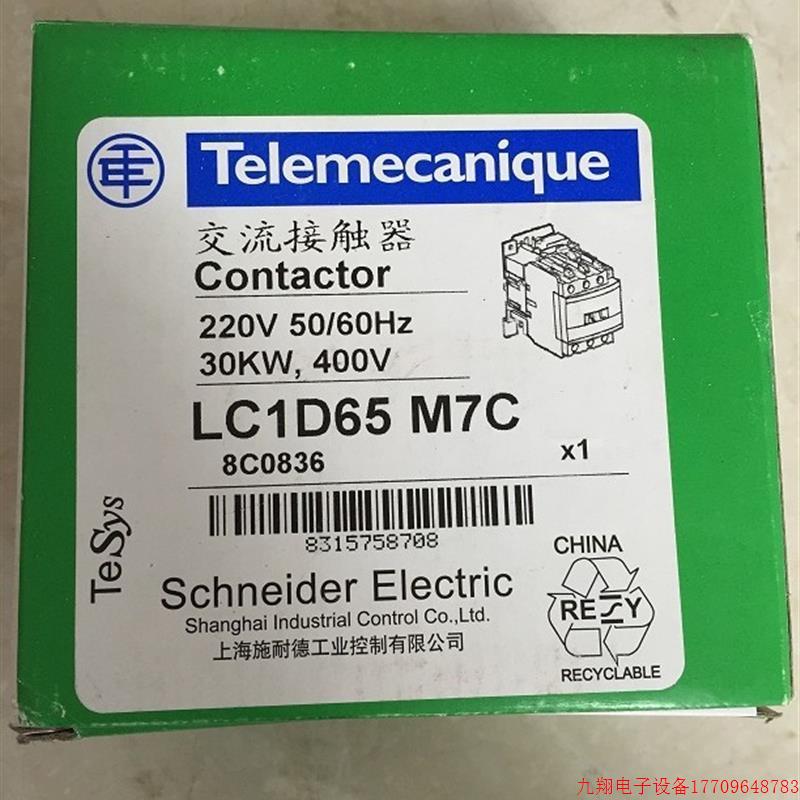 Telemecanique
交流接触器
Contactor
220V 50/60Hz
30KW, 400V
LC1D65 M7C
8C0836
x1
8315758708
TeSys
Schneider Electric
Shanghai Industrial Control Co.,Ltd.
上海施耐德工业控制有限公司
CHINA
RESY
RECYCLABLE
九翔电子设备17709648783